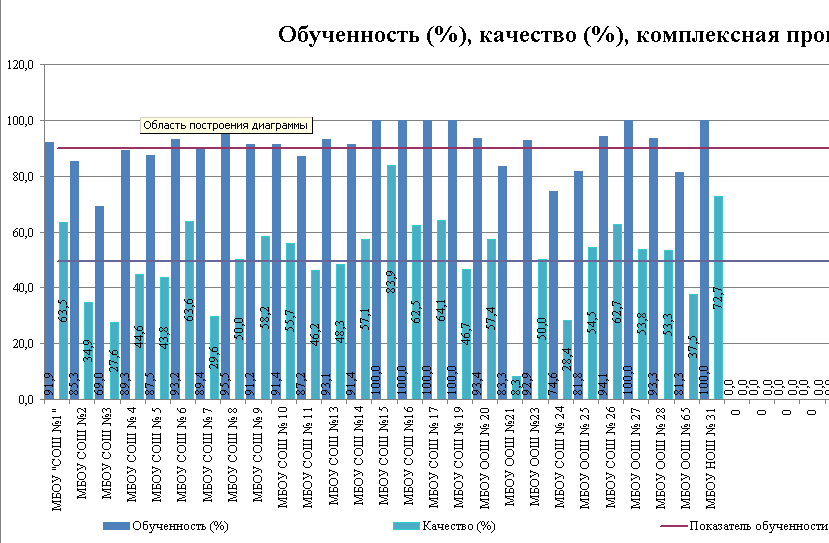 Обученность (%), качество (%), комплексная
120,0
100,0
80,0
60,0
40,0
20,0
0,0
Область построения диаграммы
91,9 63,5
85,3 34,9
69,0 27,6
89,3 44,6
87,5 43,8
93,2 63,6
89,4 29,6
95,5 50,0
91,2 58,2
91,4 55,7
87,2 46,2
93,1 48,3
91,4 57,1
100,0 83,9
100,0 62,5
100,0 64,1
100,0 46,7
93,4 57,4
83,3 8,3
92,9 50,0
74,6 28,4
81,8 54,5
94,1 62,7
100,0 53,8
93,3 53,3
81,3 37,5
100,0 72,7
0,0 0,0
0,0 0,0
0,0 0,0
0,0 0,0
МБОУ "СОШ №1"
МБОУ СОШ №2
МБОУ СОШ №3
МБОУ СОШ № 4
МБОУ СОШ № 5
МБОУ СОШ № 6
МБОУ СОШ № 7
МБОУ СОШ № 8
МБОУ СОШ № 9
МБОУ СОШ № 10
МБОУ СОШ № 11
МБОУ СОШ №13
МБОУ СОШ №14
МБОУ СОШ №15
МБОУ СОШ №16
МБОУ СОШ № 17
МБОУ СОШ № 19
МБОУ ООШ № 20
МБОУ ООШ №21
МБОУ ООШ №23
МБОУ СОШ № 24
МБОУ ООШ № 25
МБОУ СОШ № 26
МБОУ ООШ № 27
МБОУ ООШ № 28
МБОУ ООШ № 65
МБОУ НОШ № 31
0
0
0
0
Обученность (%)
Качество (%)
Показатель обученности